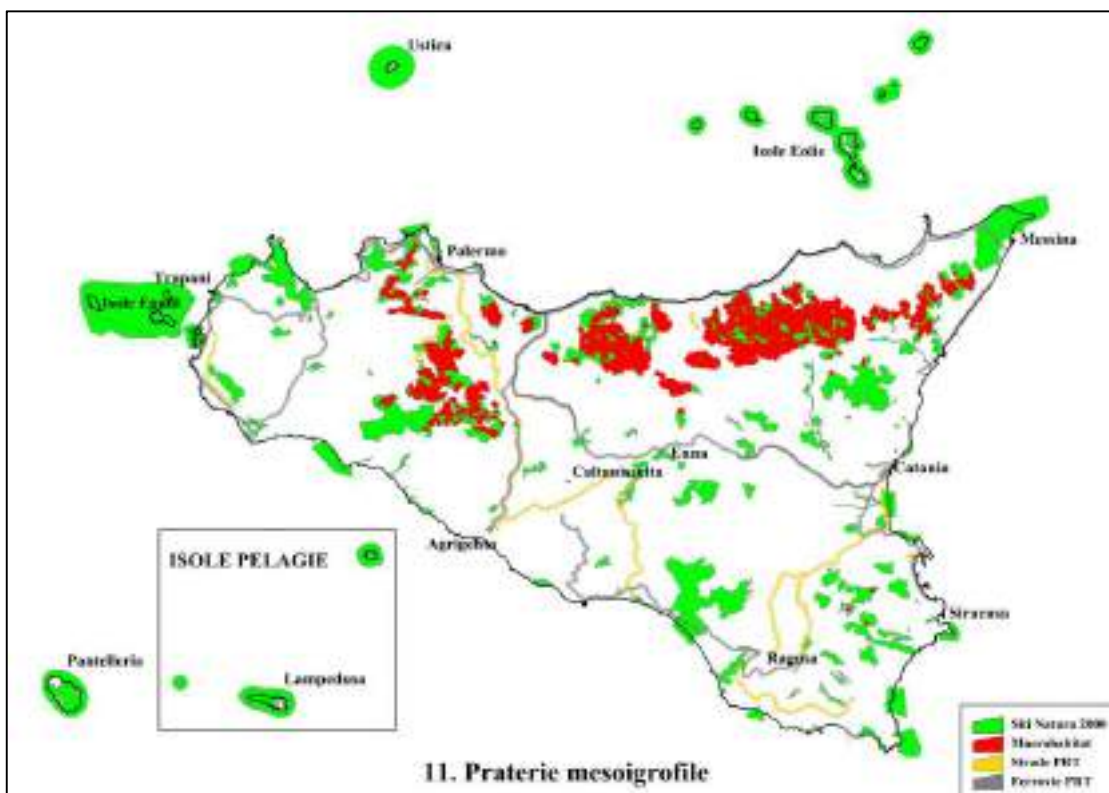 Ustica
Isole Eolie
Messina
Palermo
Trapani
Isole Egadi
Enna
Caltanissetta
Catania
Agrigento
ISOLE PELAGIE
Siracusa
Ragusa
Pantelleria
Lampedusa
Siti Natura 2000
Macrohabitat
Strade PRT
Ferrovie PRT
11. Praterie mesoigrofile